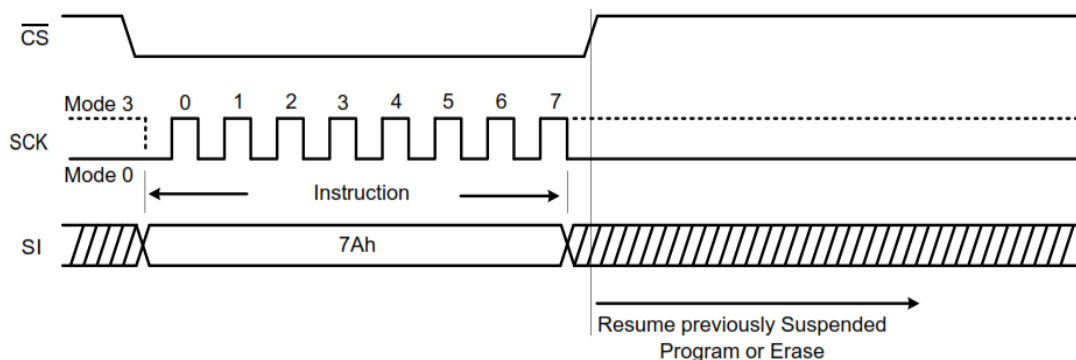 CS
Mode 3 0 1 2 3 4 5 6 7
SCK
Mode 0
Instruction
SI 7Ah
Resume previously Suspended
Program or Erase